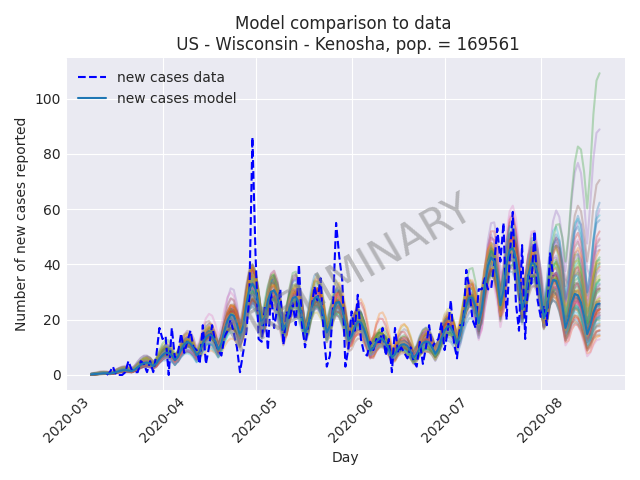 Model comparison to data
US - Wisconsin - Kenosha, pop. = 169561
new cases data
new cases model
Number of new cases reported
100
80
60
40
20
0
2020-03
2020-04
2020-05
2020-06
2020-07
2020-08
Day